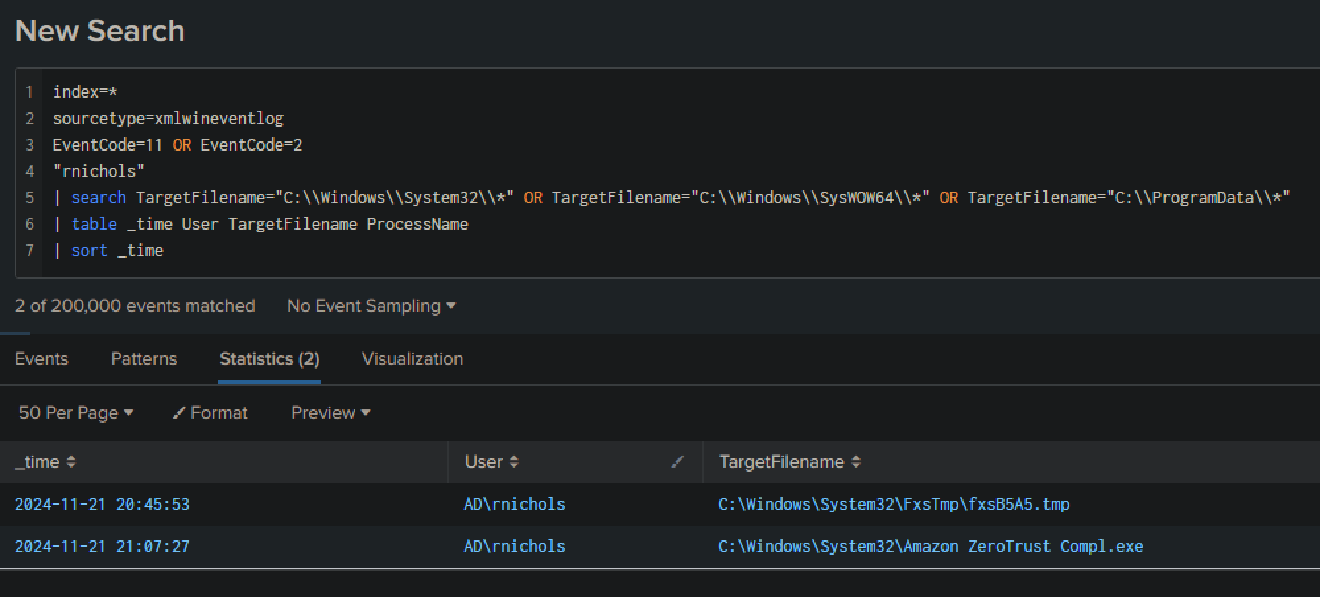 New Search
1 index=*
2 sourcetype=xmlwineventlog
3 EventCode=11 OR EventCode=2
4 "rnichols"
5 | search TargetFilename="C:\\Windows\\System32\\*" OR TargetFilename="C:\\Windows\\SysWOW64\\*" OR TargetFilename="C:\\ProgramData\\*"
6 | table _time User TargetFilename ProcessName
7 | sort _time
2 of 200,000 events matched No Event Sampling
Events Patterns Statistics (2) Visualization
50 Per Page Format Preview
_time User TargetFilename
2024-11-21 20:45:53 AD\rnichols C:\Windows\System32\FxsTmp\fxsB5A5.tmp
2024-11-21 21:07:27 AD\rnichols C:\Windows\System32\Amazon ZeroTrust Compl.exe